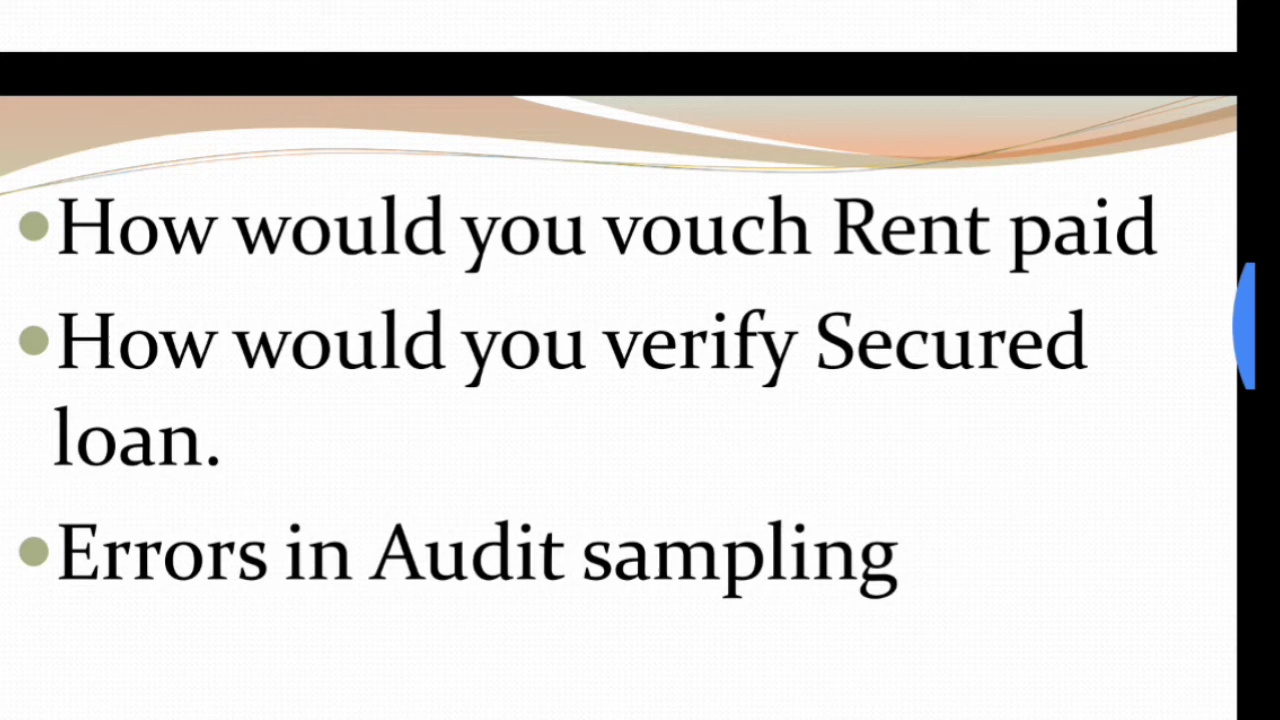 •How would you vouch Rent paid
•How would you verify Secured
loan.
•Errors in Audit sampling